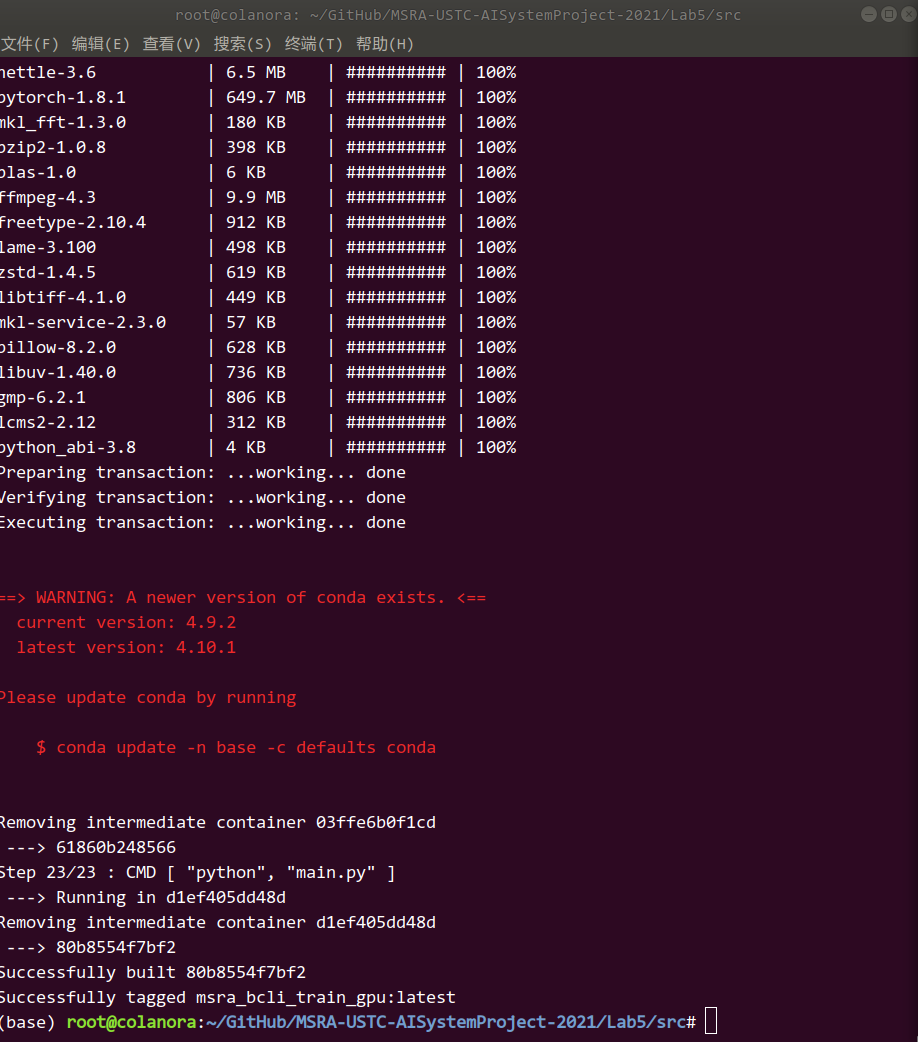 root@colanora: ~/GitHub/MSRA-USTC-AISystemProject-2021/Lab5/src
文件(F) 编辑(E) 查看(V) 搜索(S) 终端(T) 帮助(H)
nettle-3.6 | 6.5 MB | ########## | 100%
pytorch-1.8.1 | 649.7 MB | ########## | 100%
mkl_fft-1.3.0 | 180 KB | ########## | 100%
bzip2-1.0.8 | 398 KB | ########## | 100%
blas-1.0 | 6 KB | ########## | 100%
ffmpeg-4.3 | 9.9 MB | ########## | 100%
freetype-2.10.4 | 912 KB | ########## | 100%
lame-3.100 | 498 KB | ########## | 100%
zstd-1.4.5 | 619 KB | ########## | 100%
libtiff-4.1.0 | 449 KB | ########## | 100%
mkl-service-2.3.0 | 57 KB | ########## | 100%
pillow-8.2.0 | 628 KB | ########## | 100%
libuv-1.40.0 | 736 KB | ########## | 100%
gmp-6.2.1 | 806 KB | ########## | 100%
lcms2-2.12 | 312 KB | ########## | 100%
python_abi-3.8 | 4 KB | ########## | 100%
Preparing transaction: ...working... done
Verifying transaction: ...working... done
Executing transaction: ...working... done
==> WARNING: A newer version of conda exists. <==
current version: 4.9.2
latest version: 4.10.1
Please update conda by running
$ conda update -n base -c defaults conda
Removing intermediate container 03ffe6b0f1cd
---> 61860b248566
Step 23/23 : CMD [ "python", "main.py" ]
---> Running in d1ef405dd48d
Removing intermediate container d1ef405dd48d
---> 80b8554f7bf2
Successfully built 80b8554f7bf2
Successfully tagged msra_bcli_train_gpu:latest
(base) root@colanora:~/GitHub/MSRA-USTC-AISystemProject-2021/Lab5/src#